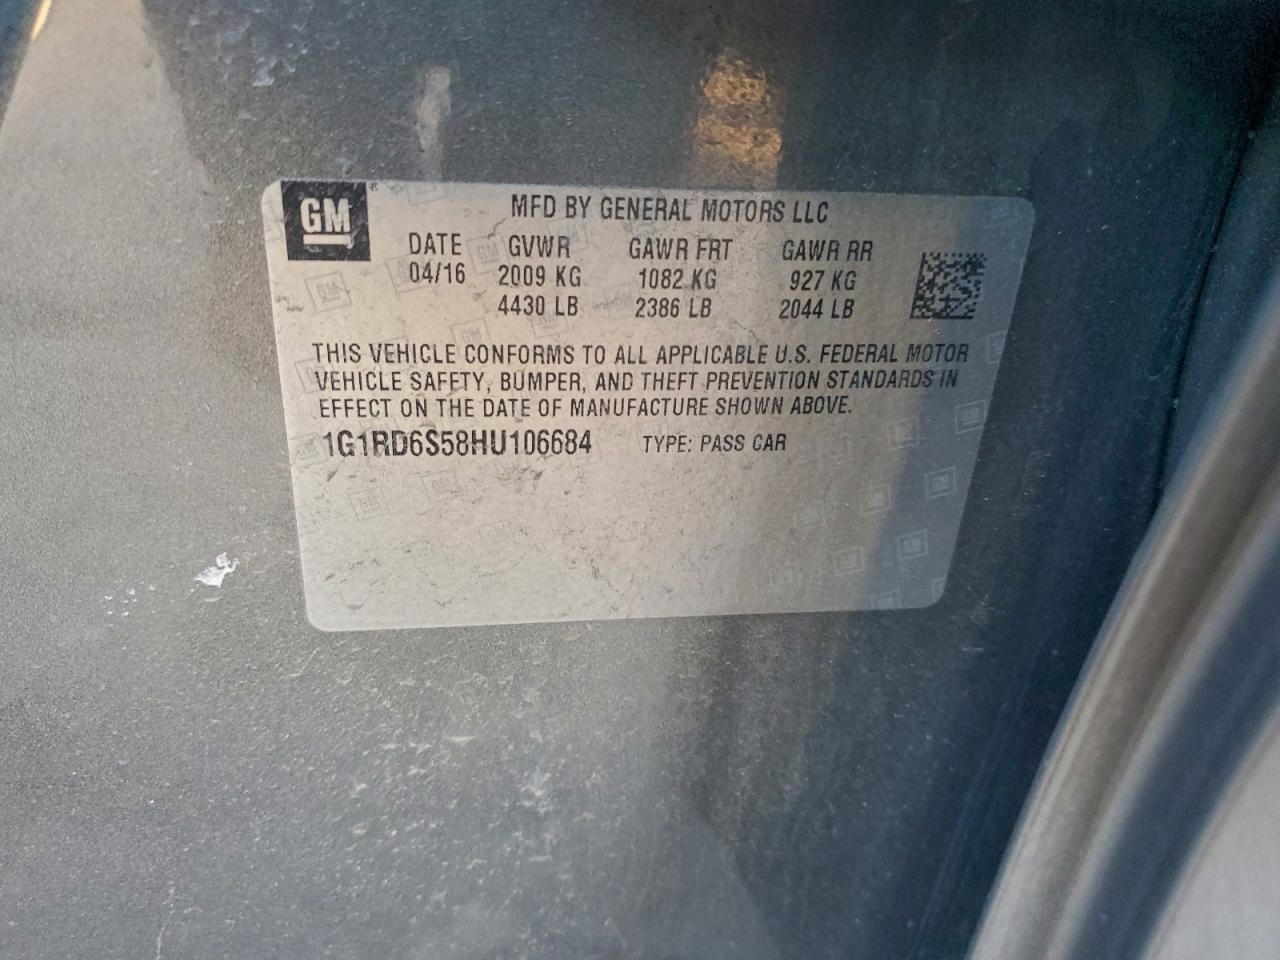 GM
MFD BY GENERAL MOTORS LLC
DATE GVWR GAWR FRT GAWR RR
04/16 2009 KG 1082 KG 927 KG
4430 LB 2386 LB 2044 LB
THIS VEHICLE CONFORMS TO ALL APPLICABLE U.S. FEDERAL MOTOR
VEHICLE SAFETY, BUMPER, AND THEFT PREVENTION STANDARDS IN
EFFECT ON THE DATE OF MANUFACTURE SHOWN ABOVE.
1G1RD6S58HU106684 TYPE: PASS CAR